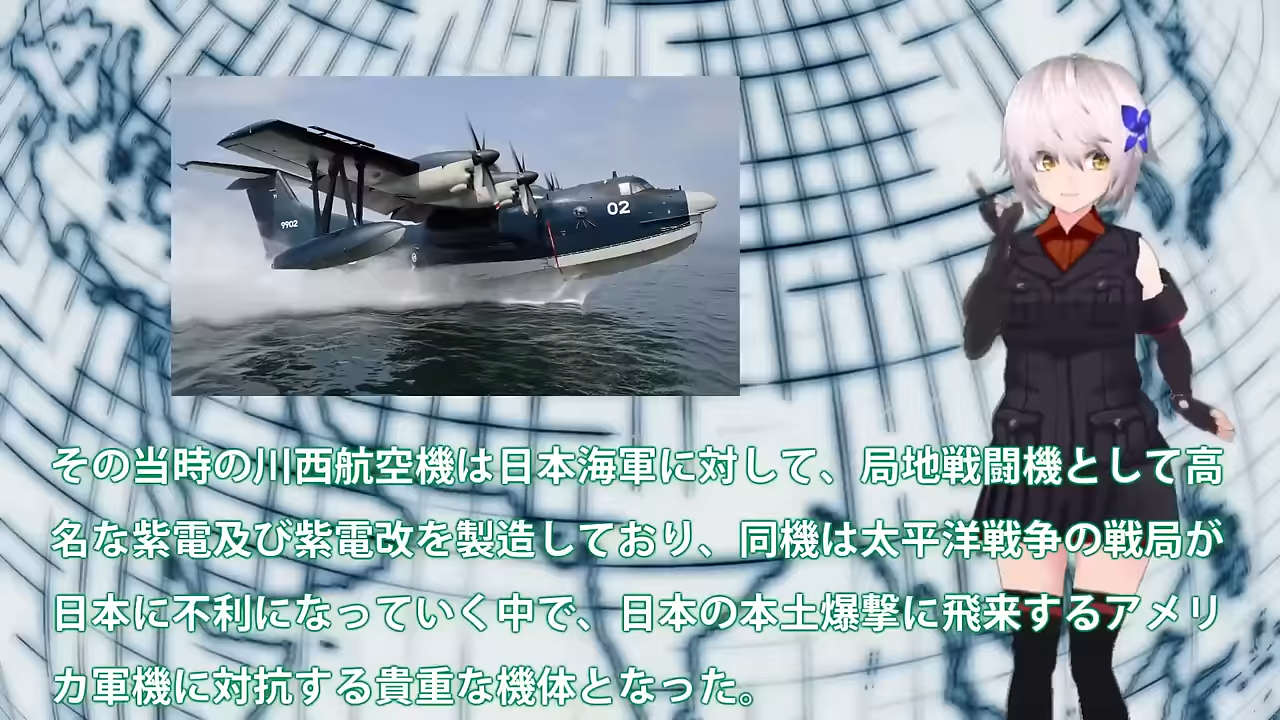 02
9902
その当時の川西航空機は日本海軍に対して、局地戦闘機として高
名な紫電及び紫電改を製造しており、同機は太平洋戦争の戦局が
日本に不利になっていく中で、日本の本土爆撃に飛来するアメリ
カ軍機に対抗する貴重な機体となった。